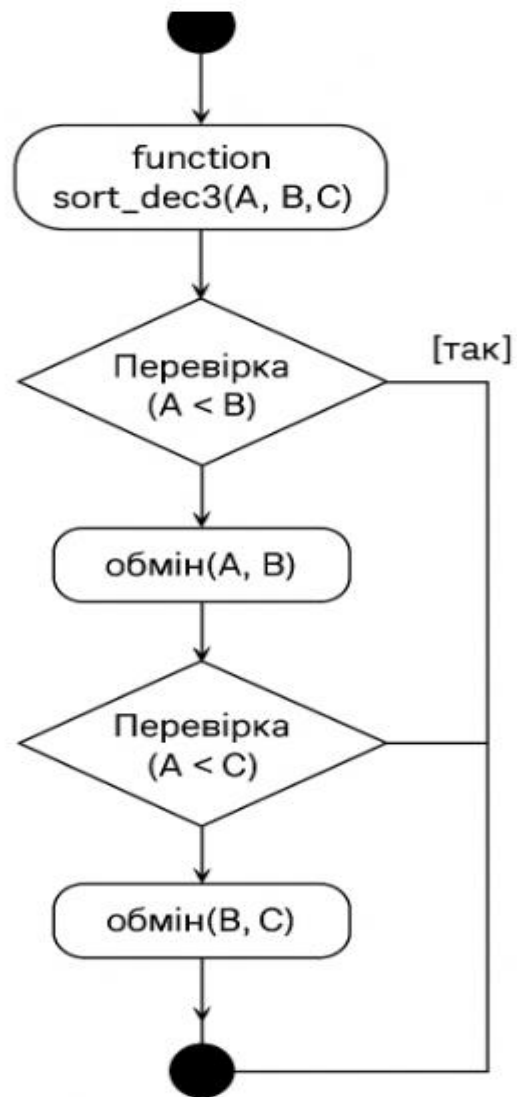 function
sort_dec3(A, B,C)
[так]
Перевірка
(A < B)
обмін(A, B)
Перевірка
(A < C)
обмін(B, C)